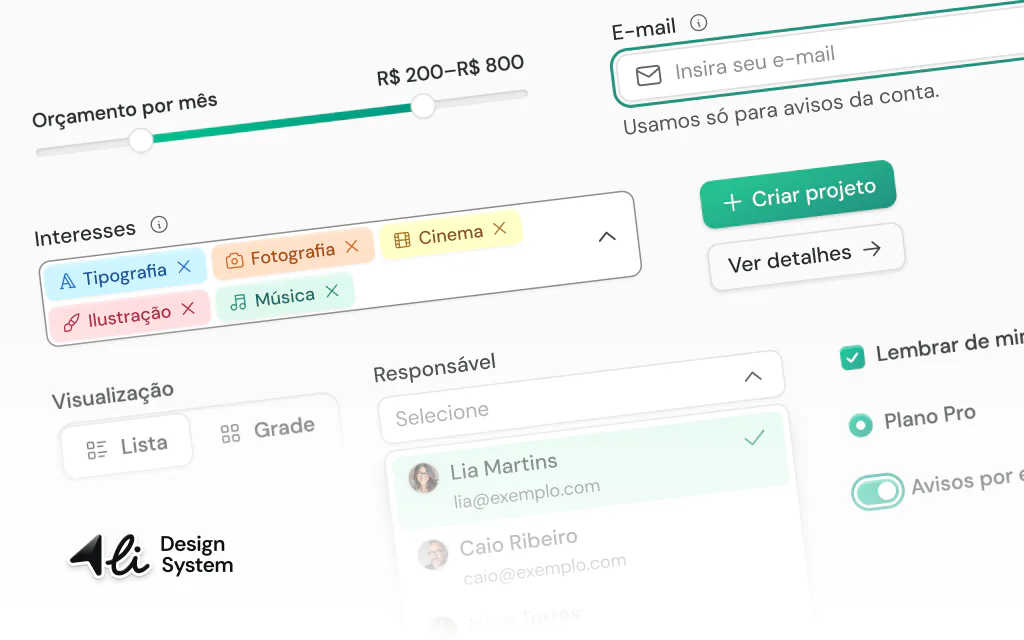 Orçamento por mês
R$ 200–R$ 800
E-mail
Insira seu e-mail
Usamos só para avisos da conta.
Interesses
Tipografia
Fotografia
Cinema
Ilustração
Música
Criar projeto
Ver detalhes
Visualização
Lista
Grade
Responsável
Selecione
Lia Martins
lia@exemplo.com
Caio Ribeiro
caio@exemplo.com
Torres
Lembrar de
Plano Pro
Avisos por
Ali
Design
System